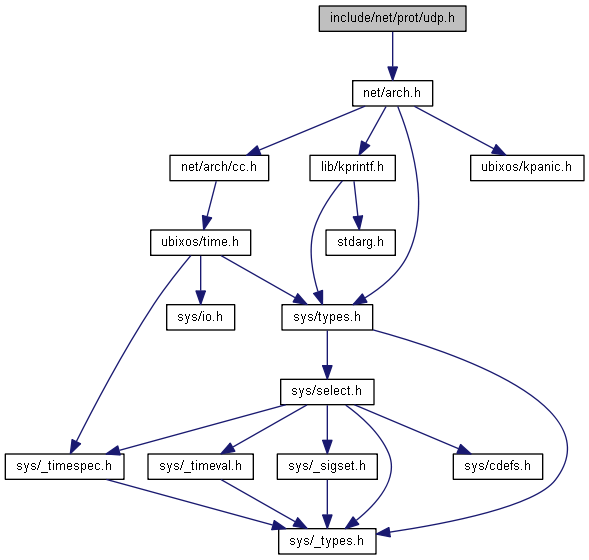 include/net/prot/udp.h
net/arch.h
net/arch/cc.h
lib/kprintf.h
ubixos/kpanic.h
ubixos/time.h
stdarg.h
sys/io.h
sys/types.h
sys/select.h
sys/_timespec.h
sys/_timeval.h
sys/_sigset.h
sys/cdefs.h
sys/_types.h